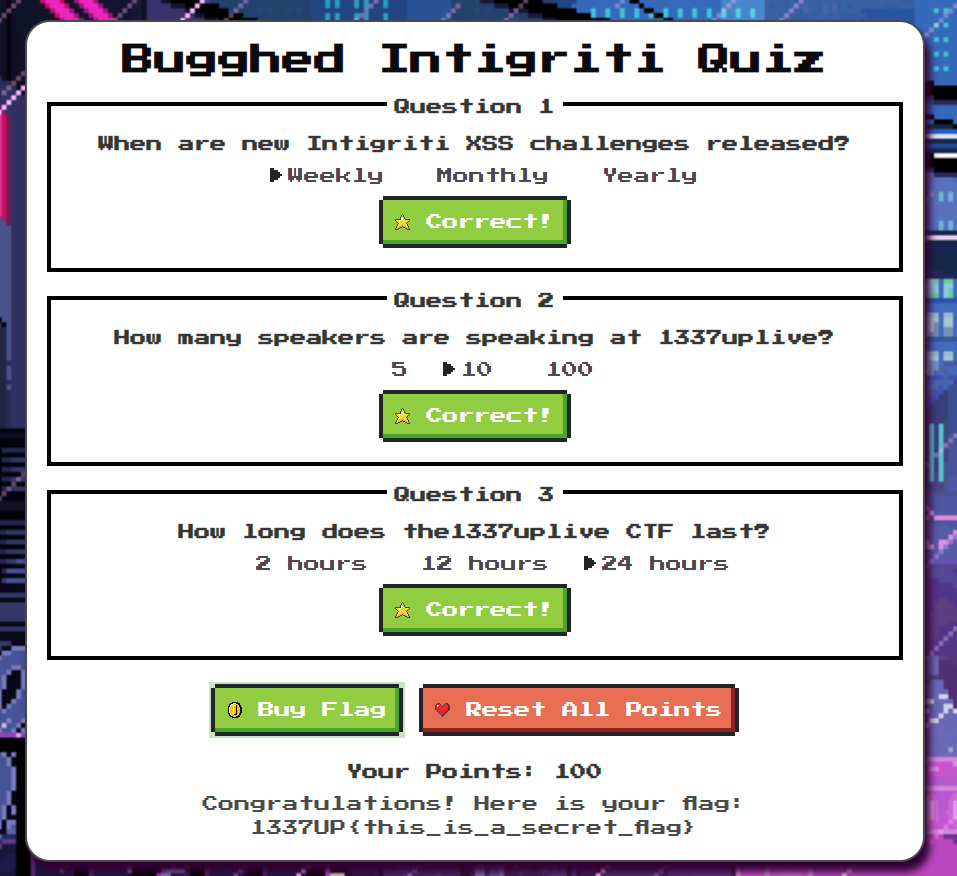 Bugghed Intigriti Quiz
Question 1
When are new Intigriti XSS challenges released?
Weekly Monthly Yearly
Correct!
Question 2
How many speakers are speaking at 1337uplive?
5 10 100
Correct!
Question 3
How long does the1337uplive CTF last?
2 hours 12 hours 24 hours
Correct!
Buy Flag Reset All Points
Your Points: 100
Congratulations! Here is your flag:
1337UP{this_is_a_secret_flag}